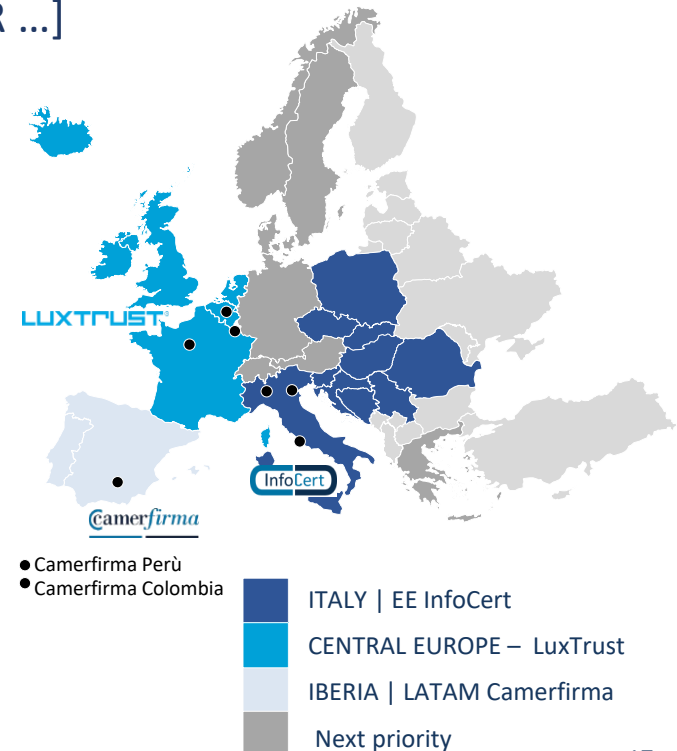 R ...]
LUXTRUST
InfoCert
Camerfirma
Camerfirma Perù
Camerfirma Colombia
ITALY | EE InfoCert
CENTRAL EUROPE – LuxTrust
IBERIA | LATAM Camerfirma
Next priority